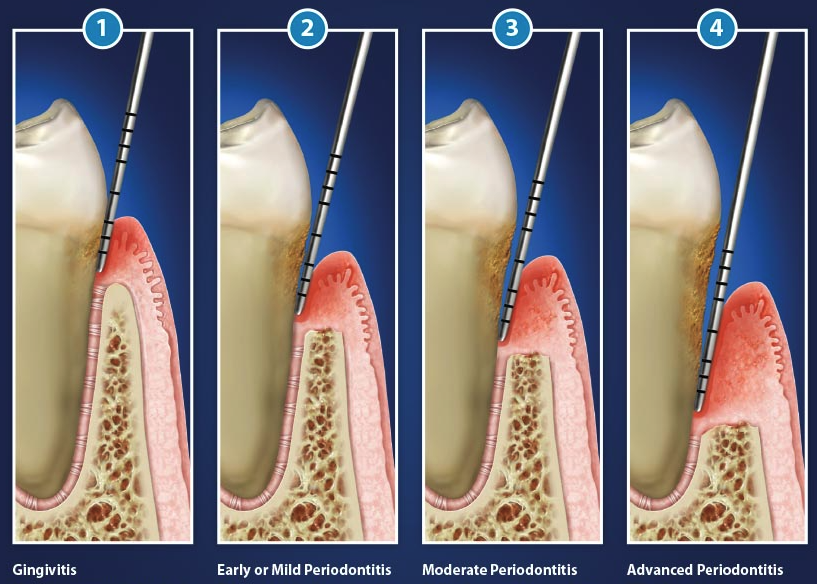 1
2
3
4
Gingivitis
Early or Mild Periodontitis
Moderate Periodontitis
Advanced Periodontitis